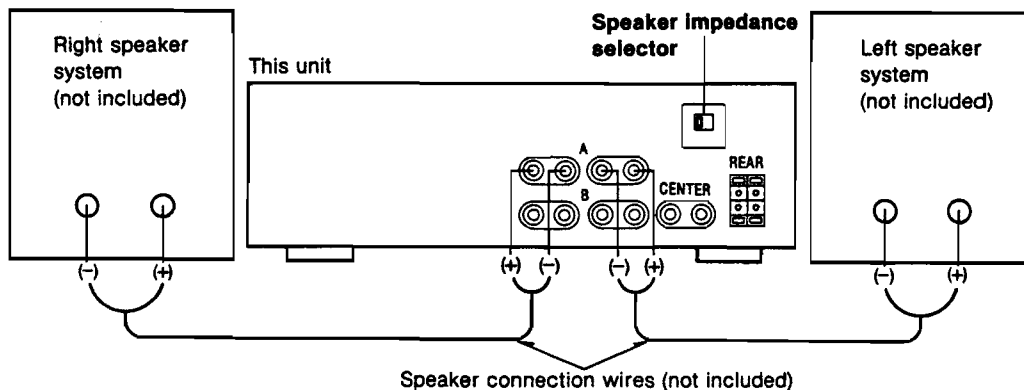 Right speaker
system
(not included)
This unit
Speaker impedance
selector
Left speaker
system
(not included)
A
B
CENTER
REAR
(-) (+)
(+) (-) (-) (+)
(-) (+)
Speaker connection wires (not included)